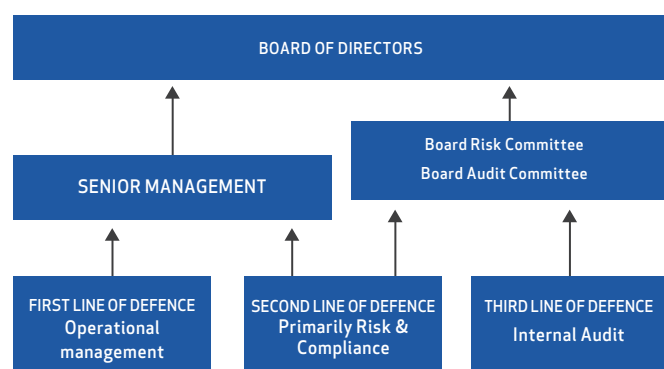 BOARD OF DIRECTORS
Board Risk Committee
Board Audit Committee
SENIOR MANAGEMENT
FIRST LINE OF DEFENCE
Operational
management
SECOND LINE OF DEFENCE
Primarily Risk &
Compliance
THIRD LINE OF DEFENCE
Internal Audit